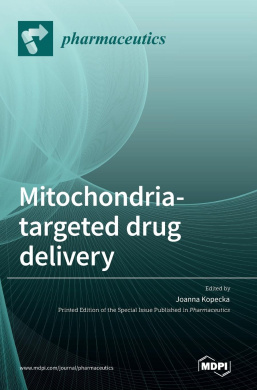 pharmaceutics
Mitochondria-
targeted drug
delivery
Edited by
Joanna Kopecka
Printed Edition of the Special Issue Published in Pharmaceutics
www.mdpi.com/journal/pharmaceutics
MDPI